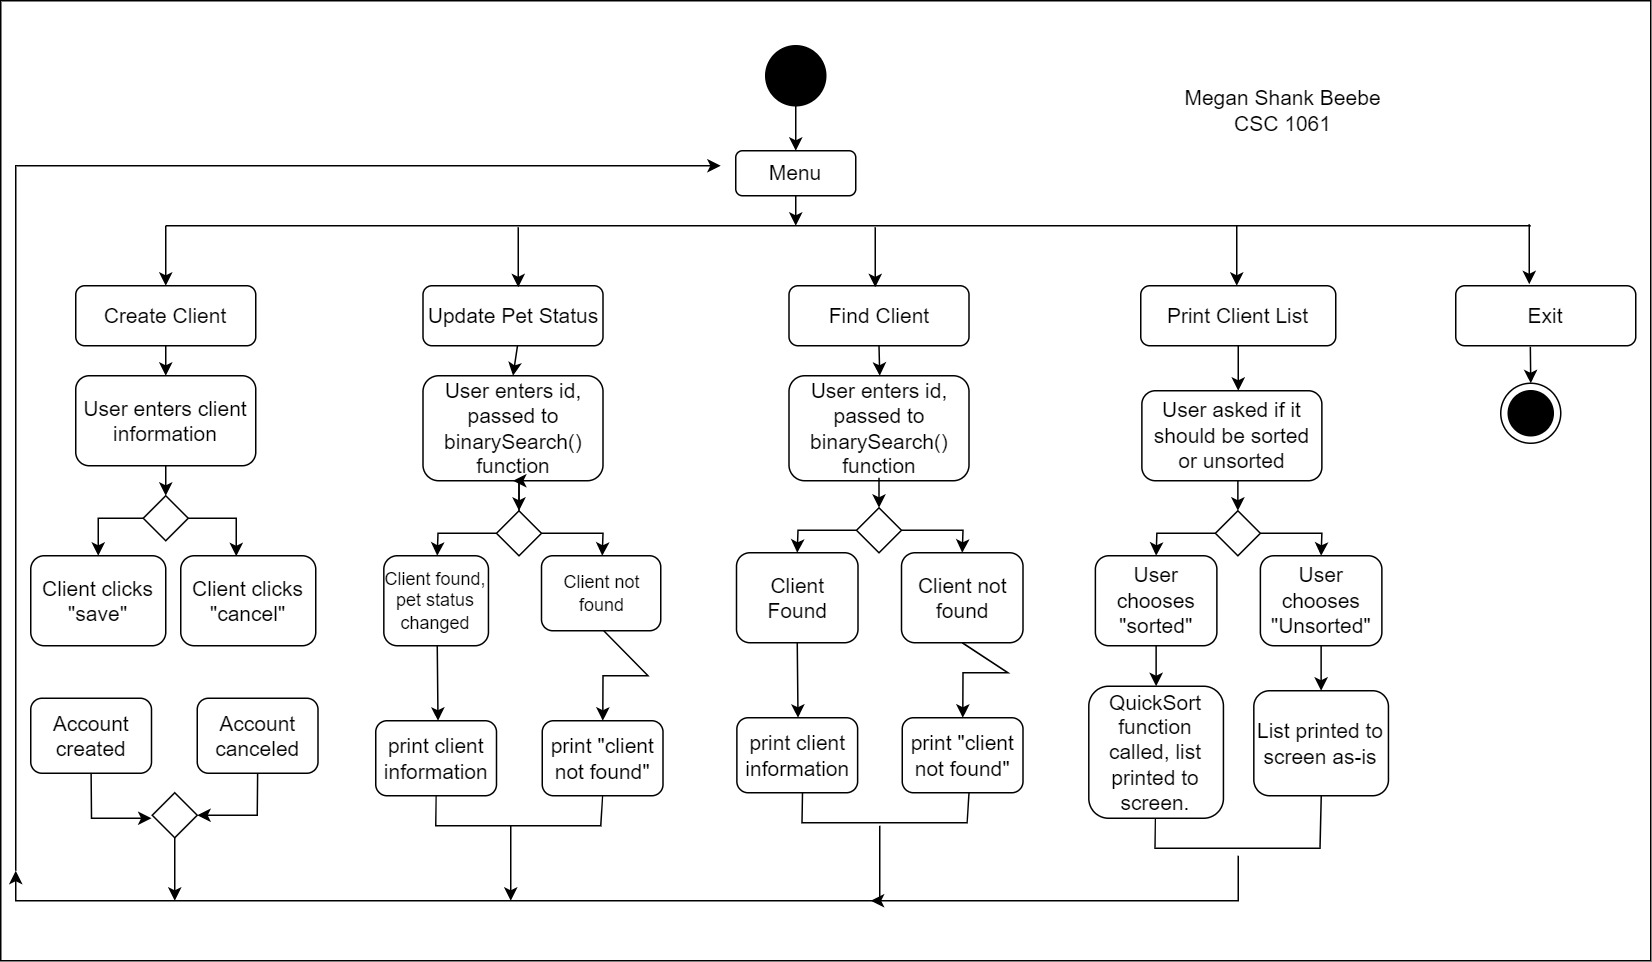 Megan Shank Beebe
CSC 1061
Menu
Create Client
Update Pet Status
Find Client
Print Client List
Exit
User enters client
information
User enters id,
passed to
binarySearch()
function
User enters id,
passed to
binarySearch()
function
User asked if it
should be sorted
or unsorted
Client clicks
"save"
Client clicks
"cancel"
Client found,
pet status
changed
Client not
found
Client
Found
Client not
found
User
chooses
"sorted"
User
chooses
"Unsorted"
Account
created
Account
canceled
print client
information
print "client
not found"
print client
information
print "client
not found"
QuickSort
function
called, list
printed to
screen.
List printed to
screen as-is